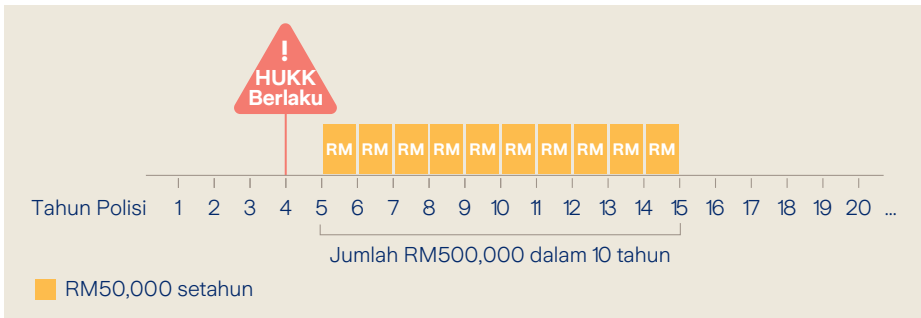 !
HUKK
Berlaku
RM RM RM RM RM RM RM RM RM RM
Tahun Polisi 1 2 3 4 5 6 7 8 9 10 11 12 13 14 15 16 17 18 19 20 ...
Jumlah RM500,000 dalam 10 tahun
RM50,000 setahun